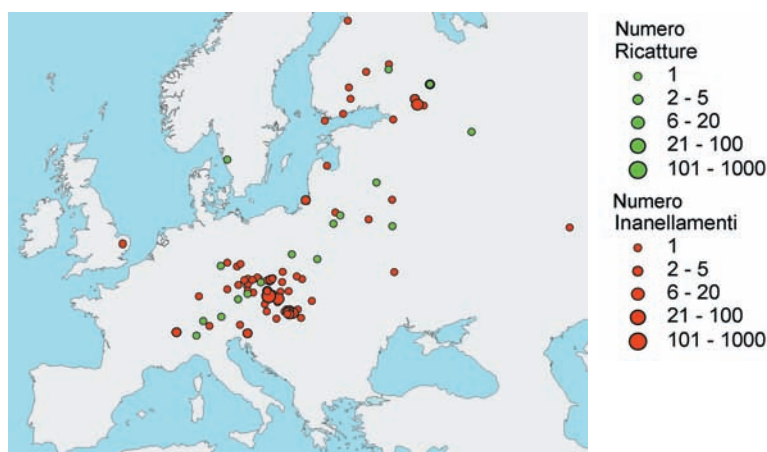 Numero
Ricatture
1
2 - 5
6 - 20
21 - 100
101 - 1000
Numero
Inanellamenti
1
2 - 5
6 - 20
21 - 100
101 - 1000